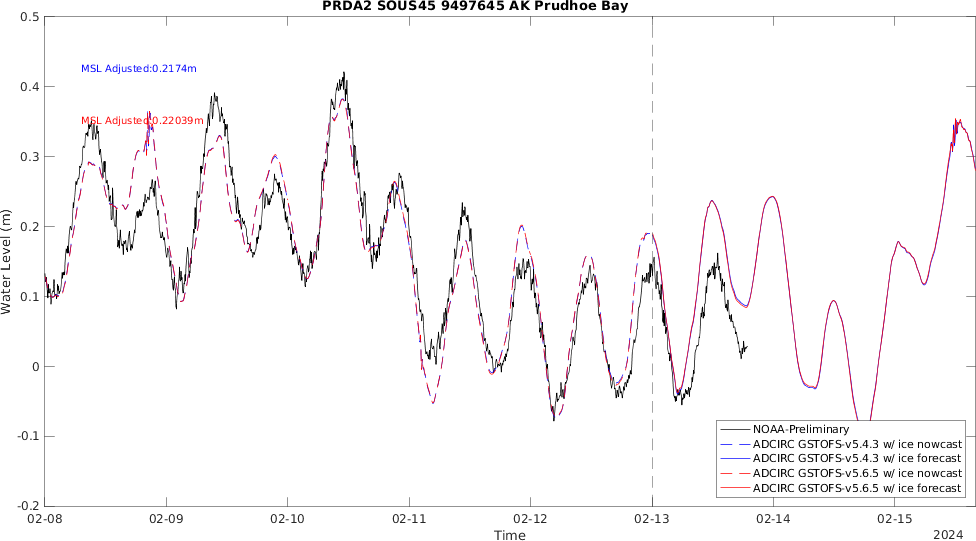 PRDA2 SOUS45 9497645 AK Prudhoe Bay
0.5
0.4
0.3
0.2
0.1
0
-0.1
-0.2
Water Level (m)
MSL Adjusted:0.2174m
MSL Adjusted:0.22039m
NOAA-Preliminary
ADCIRC GSTOFS-v5.4.3 w/ ice nowcast
ADCIRC GSTOFS-v5.4.3 w/ ice forecast
ADCIRC GSTOFS-v5.6.5 w/ ice nowcast
ADCIRC GSTOFS-v5.6.5 w/ ice forecast
02-08 02-09 02-10 02-11 02-12 02-13 02-14 02-15
Time
2024